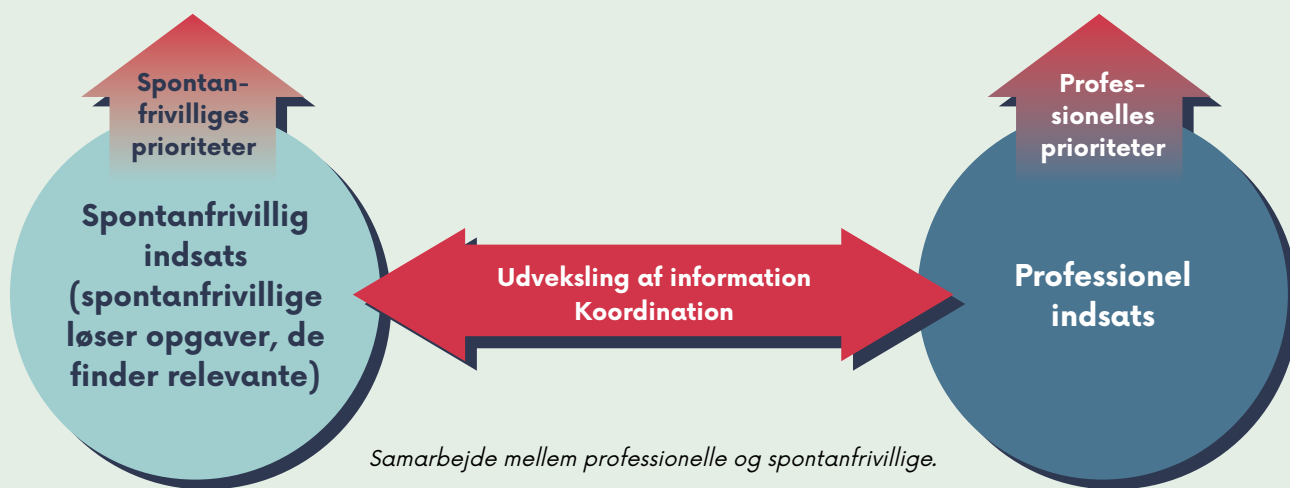 Spontan-
frivilliges
prioriteter
Spontanfrivillig
indsats
(spontanfrivillige
løser opgaver, de
finder relevante)
Udveksling af information
Koordination
Profes-
sionelles
prioriteter
Professionel
indsats
Samarbejde mellem professionelle og spontanfrivillige.